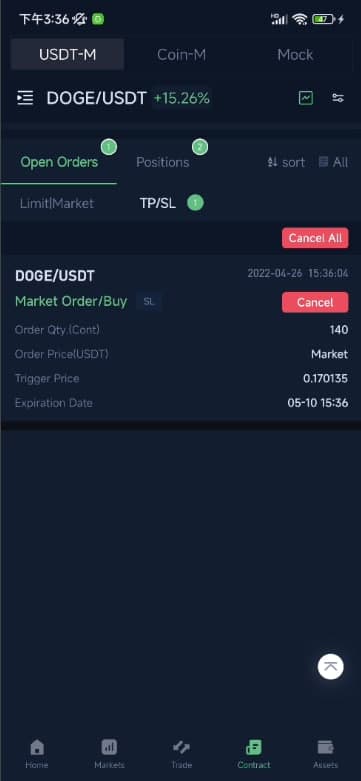 下午3:36
HD 47
USDT-M Coin-M Mock
DOGE/USDT +15.26%
Open Orders 1 Positions 2 sort All
Limit|Market TP/SL 1
Cancel All
DOGE/USDT 2022-04-26 15:36:04
Market Order/Buy SL Cancel
Order Qty.(Cont) 140
Order Price(USDT) Market
Trigger Price 0.170135
Expiration Date 05-10 15:36
Home Markets Trade Contract Assets